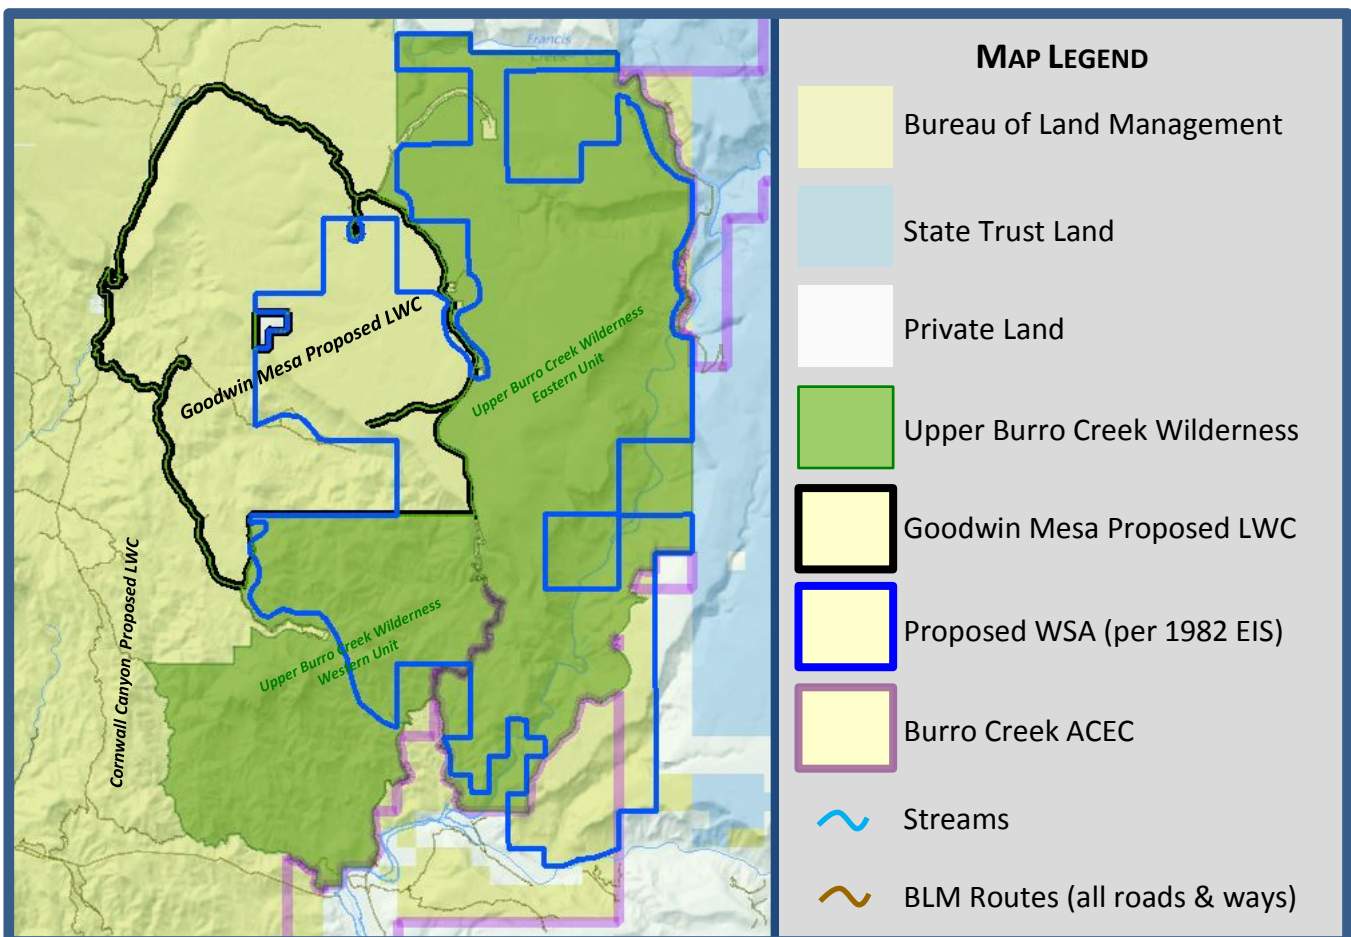 Francis
Creek
Goodwin Mesa Proposed LWC
Upper Burro Creek Wilderness
Eastern Unit
Cornwall Canyon Proposed LWC
Upper Burro Creek Wilderness
Western Unit
MAP LEGEND
Bureau of Land Management
State Trust Land
Private Land
Upper Burro Creek Wilderness
Goodwin Mesa Proposed LWC
Proposed WSA (per 1982 EIS)
Burro Creek ACEC
Streams
BLM Routes (all roads & ways)